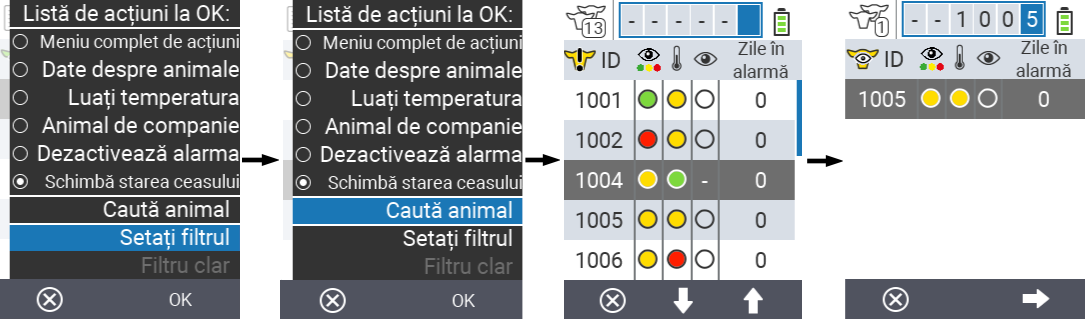 Listă de acțiuni la OK:
Meniu complet de acțiuni
Date despre animale
Luați temperatura
Animal de companie
Dezactivează alarma
Schimbă starea ceasului
Caută animal
Setați filtrul
Filtru clar
OK
Listă de acțiuni la OK:
Meniu complet de acțiuni
Date despre animale
Luați temperatura
Animal de companie
Dezactivează alarma
Schimbă starea ceasului
Caută animal
Setați filtrul
Filtru clar
OK
13
- - - - -
ID
Zile în
alarmă
1001 0
1002 0
1004 - 0
1005 0
1006 0
1
- - 1 0 0 5
ID
Zile în
alarmă
1005 0